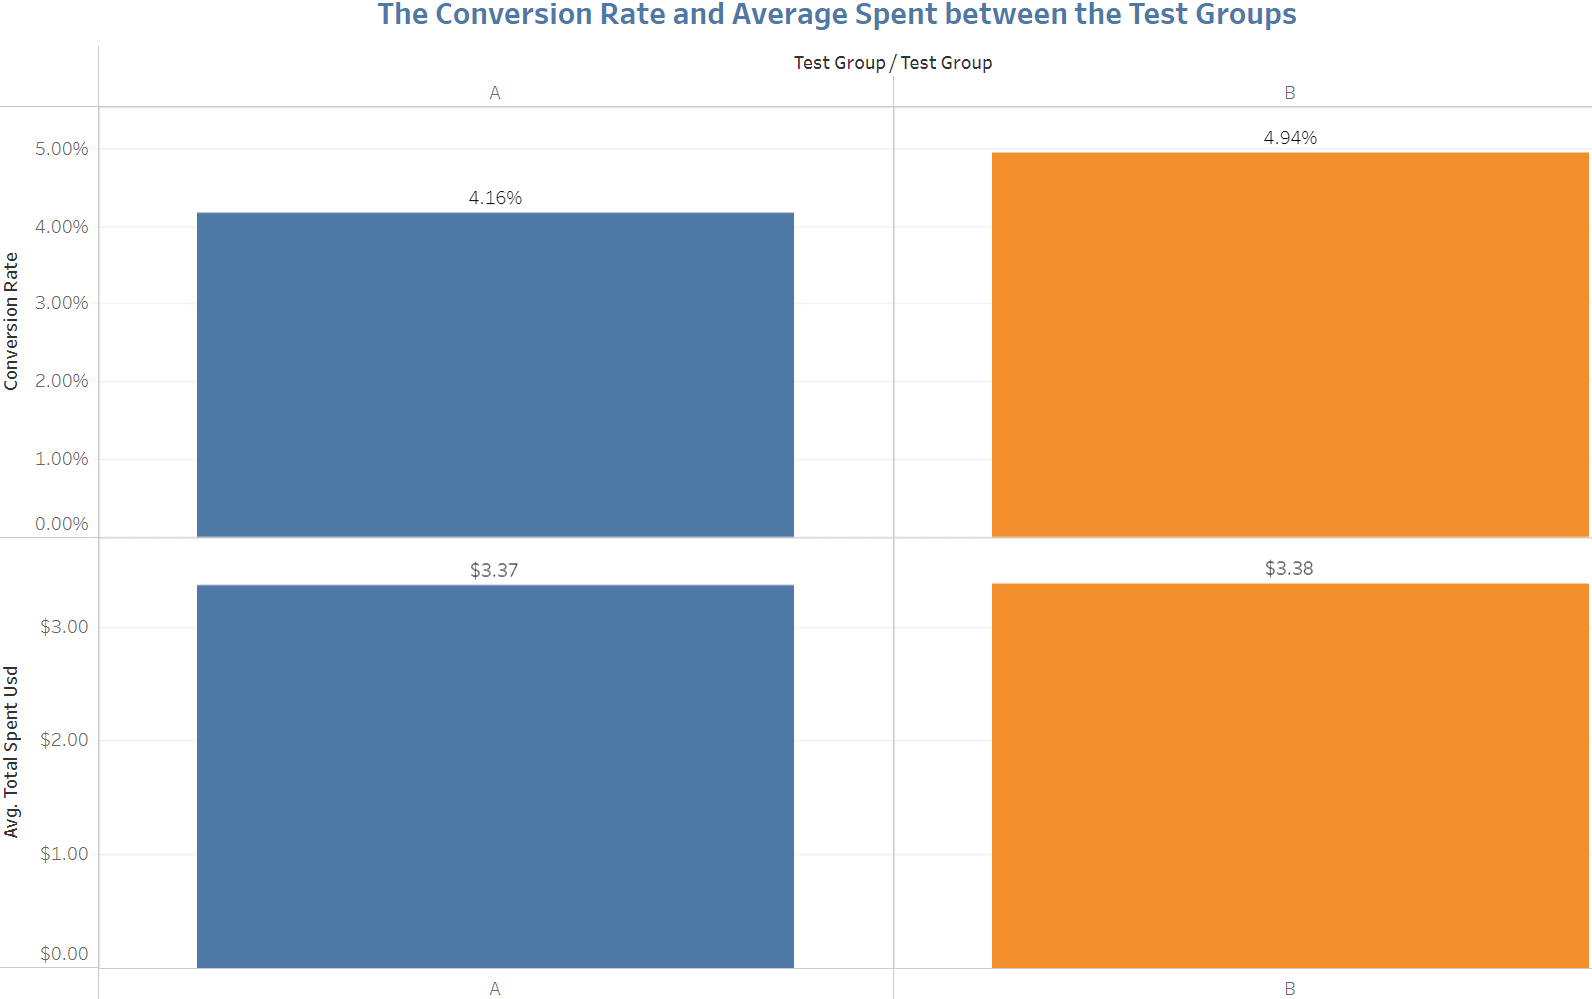 The Conversion Rate and Average Spent between the Test Groups
Test Group / Test Group
A
B
Conversion Rate
5.00%
4.00%
3.00%
2.00%
1.00%
0.00%
4.16%
4.94%
Avg. Total Spent Usd
$3.00
$2.00
$1.00
$0.00
$3.37
$3.38
A
B